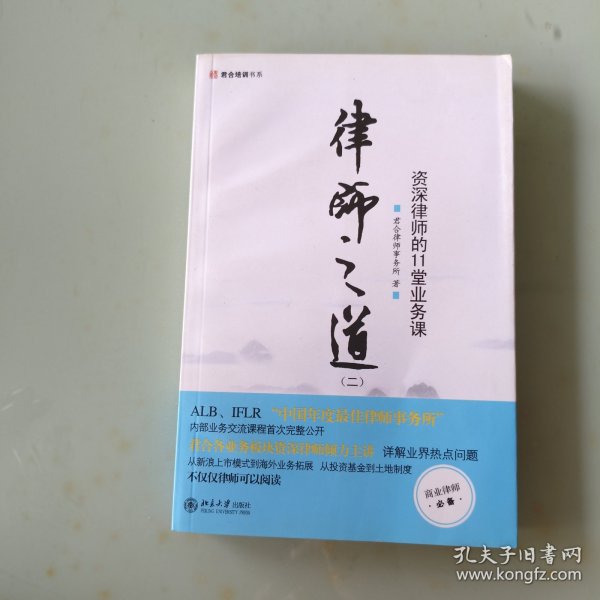 君合培训书系
律师之道
(二)
资深律师的11堂业务课
君合律师事务所 著
ALB、IFLR "中国年度最佳律师事务所"
内部业务交流课程首次完整公开
君合各业务板块资深律师倾力主讲 详解业界热点问题
从新浪上市模式到海外业务拓展 从投资基金到土地制度
不仅仅律师可以阅读
北京大学出版社
PEKING UNIVERSITY PRESS
商业律师
·必备·
孔夫子旧书网
www.kongfz.com